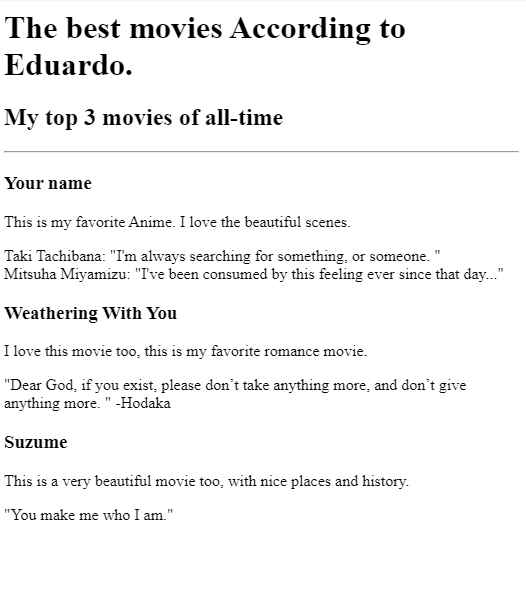 The best movies According to
Eduardo.
My top 3 movies of all-time
Your name
This is my favorite Anime. I love the beautiful scenes.
Taki Tachibana: "I'm always searching for something, or someone. "
Mitsuha Miyamizu: "I've been consumed by this feeling ever since that day..."
Weathering With You
I love this movie too, this is my favorite romance movie.
"Dear God, if you exist, please don’t take anything more, and don’t give
anything more. " -Hodaka
Suzume
This is a very beautiful movie too, with nice places and history.
"You make me who I am."